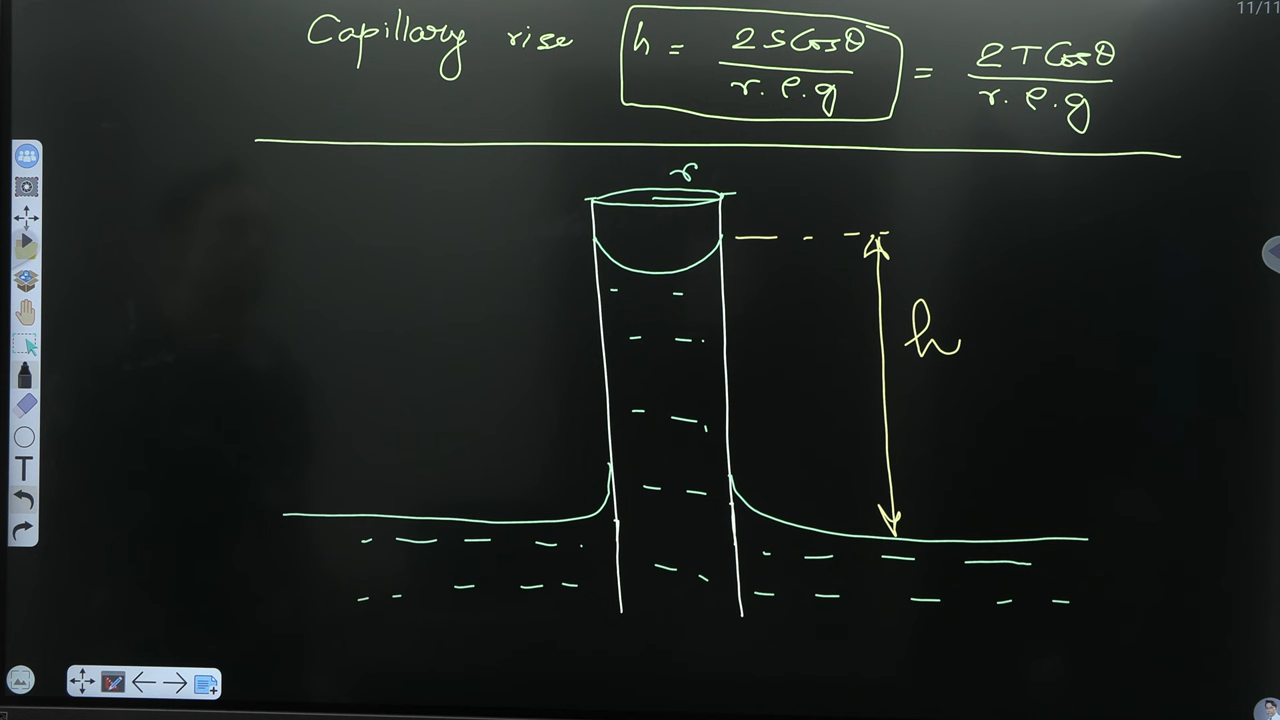 11/11
Capillary rise h = 2SCosθ / r.ρ.g = 2TCosθ / r.ρ.g
r
h
T